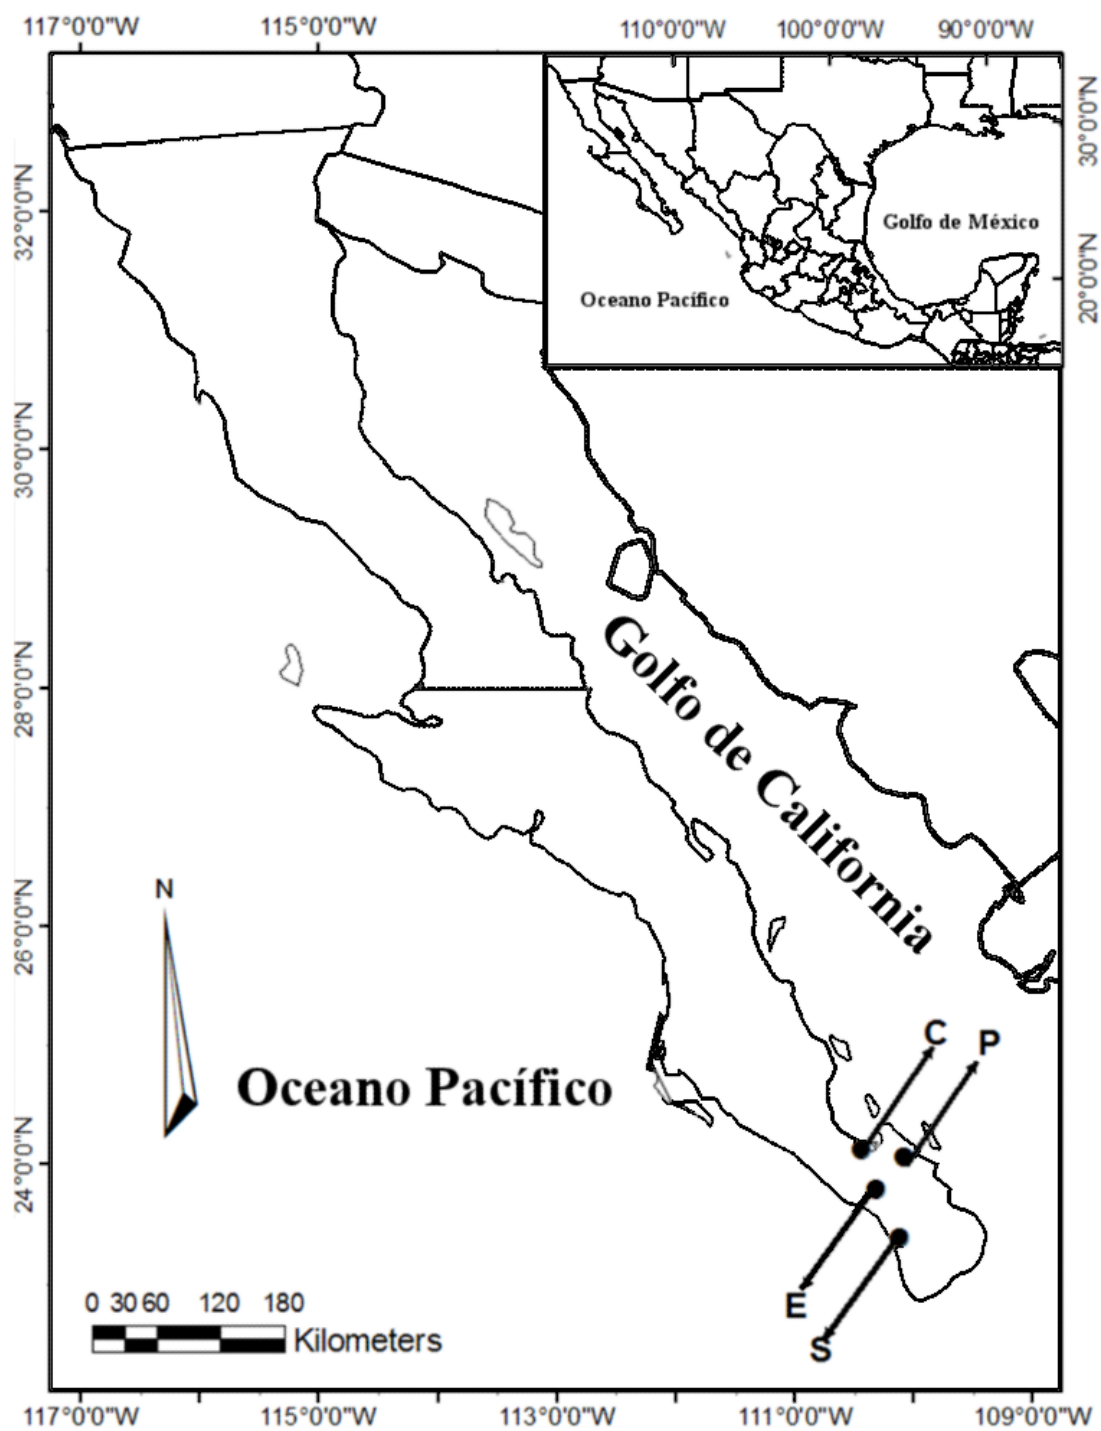 117°0'0"W 115°0'0"W 110°0'0"W 100°0'0"W 90°0'0"W
30°0'0"N
20°0'0"N
Golfo de México
Oceano Pacífico
32°0'0"N
30°0'0"N
28°0'0"N
26°0'0"N
24°0'0"N
Golfo de California
N
Oceano Pacífico
C
P
E
S
0 30 60 120 180
Kilometers
117°0'0"W 115°0'0"W 113°0'0"W 111°0'0"W 109°0'0"W